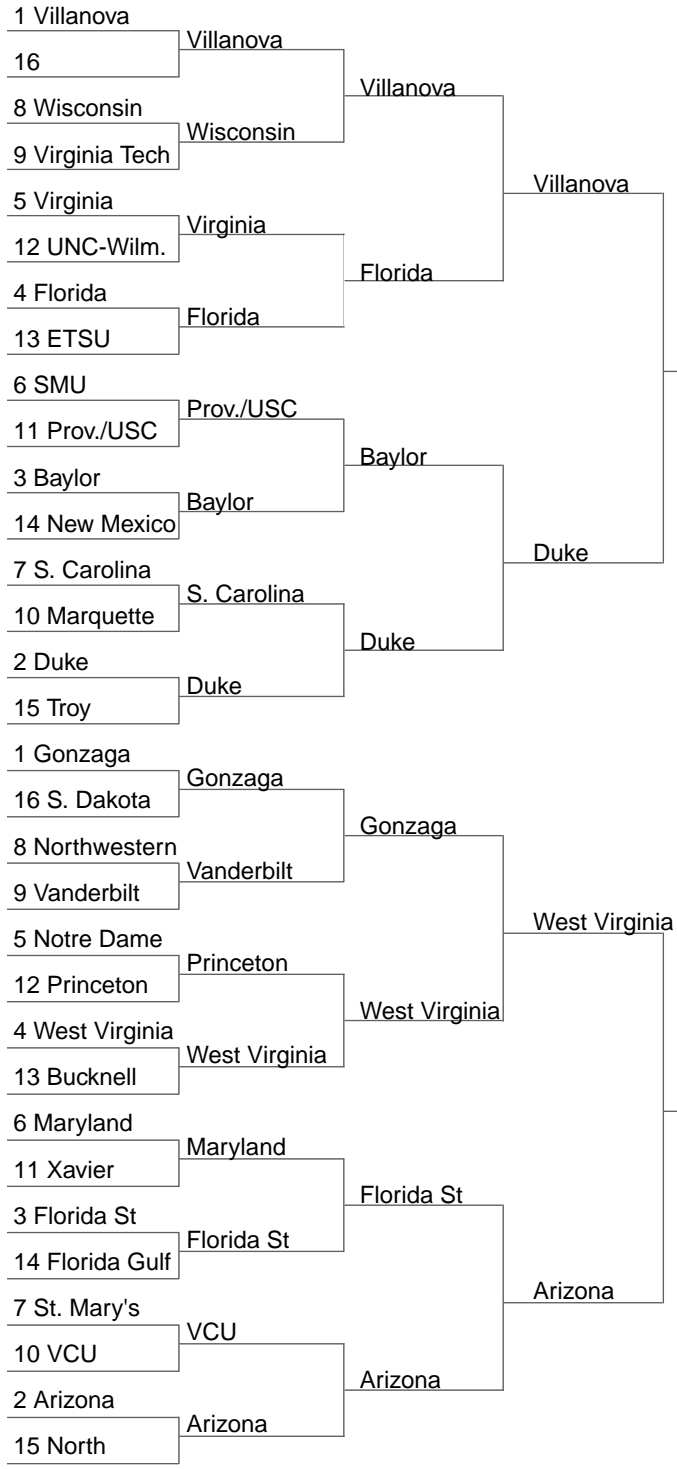 1 Villanova
16
8 Wisconsin
9 Virginia Tech
5 Virginia
12 UNC-Wilm.
4 Florida
13 ETSU
6 SMU
11 Prov./USC
3 Baylor
14 New Mexico
7 S. Carolina
10 Marquette
2 Duke
15 Troy
1 Gonzaga
16 S. Dakota
8 Northwestern
9 Vanderbilt
5 Notre Dame
12 Princeton
4 West Virginia
13 Bucknell
6 Maryland
11 Xavier
3 Florida St
14 Florida Gulf
7 St. Mary's
10 VCU
2 Arizona
15 North
Villanova
Wisconsin
Virginia
Florida
Prov./USC
Baylor
S. Carolina
Duke
Gonzaga
Vanderbilt
Princeton
West Virginia
Maryland
Florida St
VCU
Arizona
Villanova
Florida
Baylor
Duke
Gonzaga
West Virginia
Florida St
Arizona
Villanova
Duke
West Virginia
Arizona